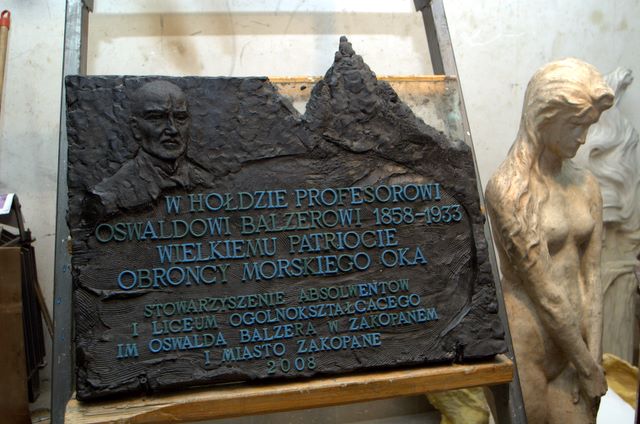 W HOŁDZIE PROFESOROWI
OSWALDOWI BALZEROWI 1858-1933
WIELKIEMU PATRIOCIE
OBROŃCY MORSKIEGO OKA
STOWARZYSZENIE ABSOLWENTÓW
I LICEUM OGÓLNOKSZTAŁCĄCEGO
IM OSWALDA BALZERA W ZAKOPANEM
I MIASTO ZAKOPANE
2008